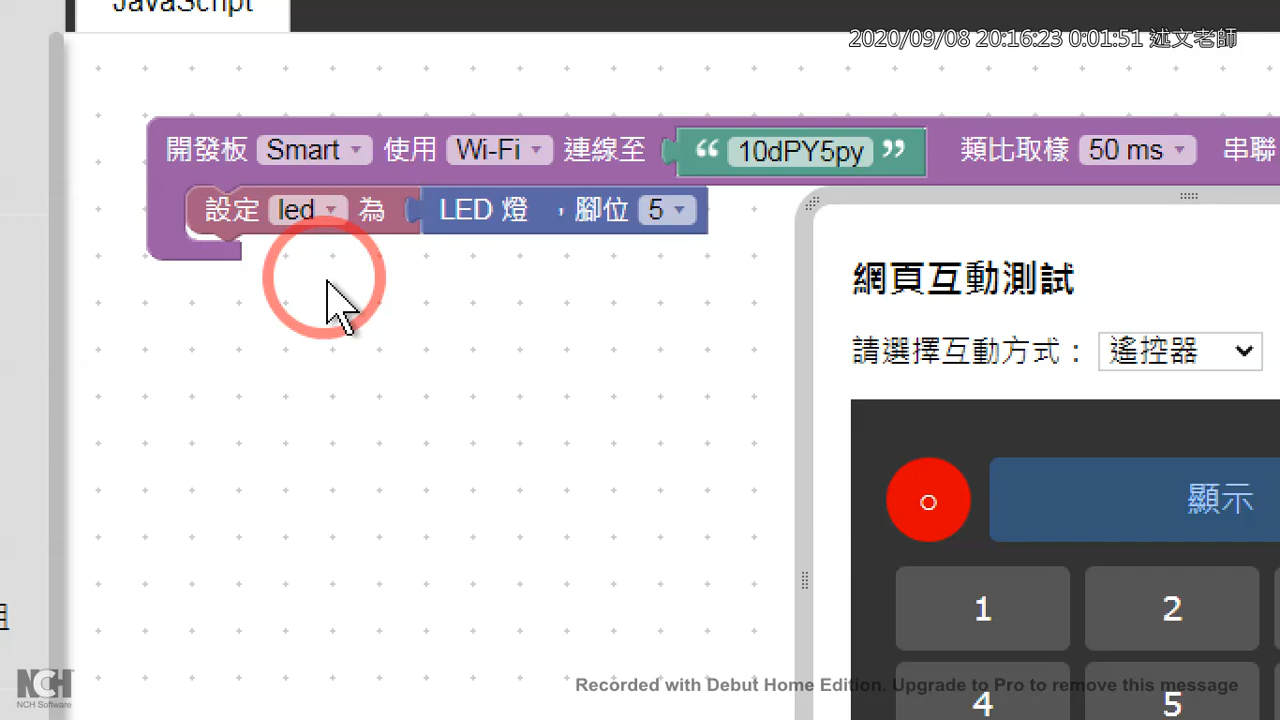 JavaScript
2020/09/08 20:16:23 0:01:51 述文老師
開發板 Smart 使用 Wi-Fi 連線至 “ 10dPY5py ” 類比取樣 50 ms 串聯
設定 led 為 LED 燈 ，腳位 5
網頁互動測試
請選擇互動方式： 遙控器
顯示
1 2
4 5
Recorded with Debut Home Edition. Upgrade to Pro to remove this message
NCH
NCH Software